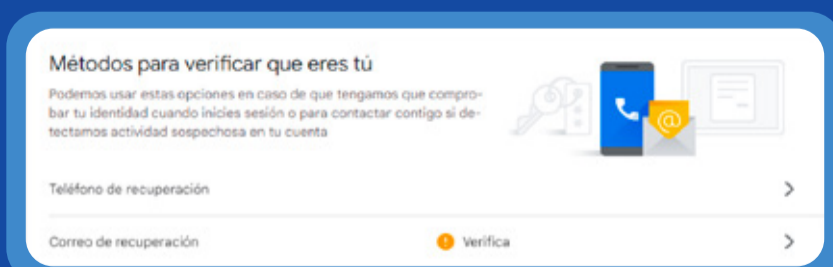 Métodos para verificar que eres tú
Podemos usar estas opciones en caso de que tengamos que compro-
bar tu identidad cuando inicies sesión o para contactar contigo si de-
tectamos actividad sospechosa en tu cuenta
Teléfono de recuperación
Correo de recuperación ! Verifica